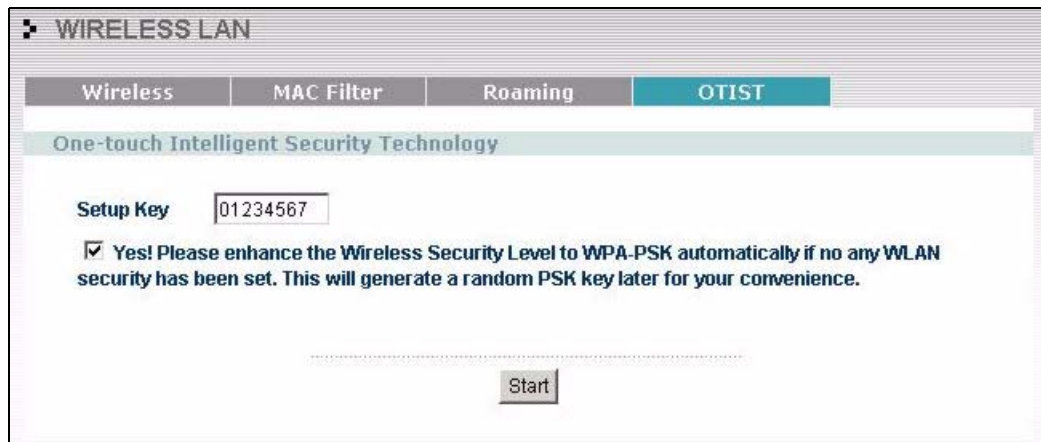 WIRELESS LAN
Wireless MAC Filter Roaming OTIST
One-touch Intelligent Security Technology
Setup Key 01234567
Yes! Please enhance the Wireless Security Level to WPA-PSK automatically if no any WLAN
security has been set. This will generate a random PSK key later for your convenience.
Start